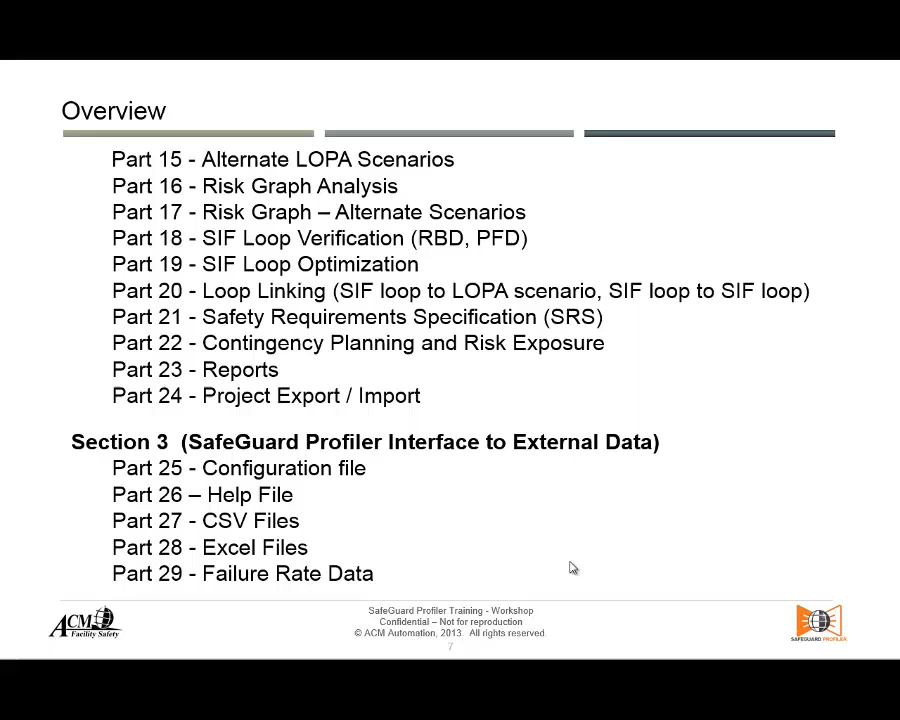 Overview
Part 15 - Alternate LOPA Scenarios
Part 16 - Risk Graph Analysis
Part 17 - Risk Graph – Alternate Scenarios
Part 18 - SIF Loop Verification (RBD, PFD)
Part 19 - SIF Loop Optimization
Part 20 - Loop Linking (SIF loop to LOPA scenario, SIF loop to SIF loop)
Part 21 - Safety Requirements Specification (SRS)
Part 22 - Contingency Planning and Risk Exposure
Part 23 - Reports
Part 24 - Project Export / Import
Section 3 (SafeGuard Profiler Interface to External Data)
Part 25 - Configuration file
Part 26 – Help File
Part 27 - CSV Files
Part 28 - Excel Files
Part 29 - Failure Rate Data
ACM
Facility Safety
SafeGuard Profiler Training - Workshop
Confidential – Not for reproduction
© ACM Automation, 2013. All rights reserved.
7
SAFEGUARD PROFILER